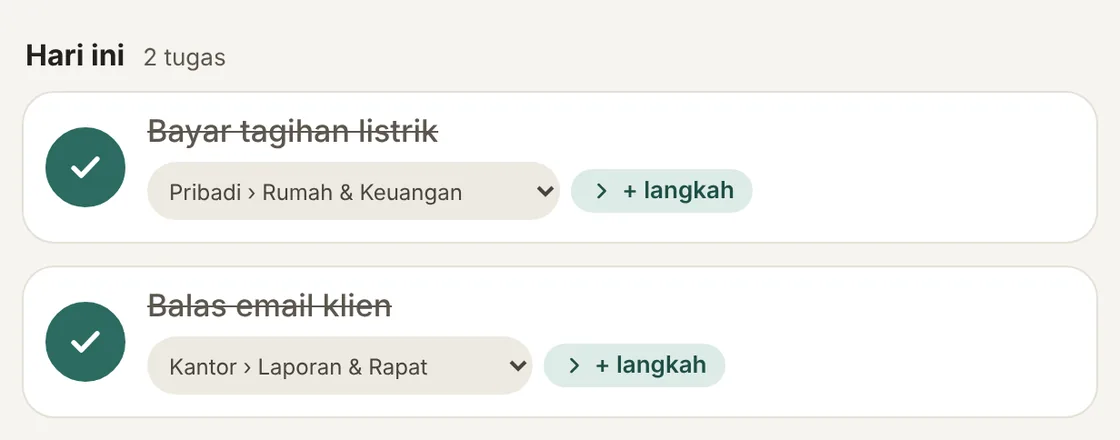 Hari ini 2 tugas
Bayar tagihan listrik
Pribadi › Rumah & Keuangan > + langkah
Balas email klien
Kantor › Laporan & Rapat > + langkah